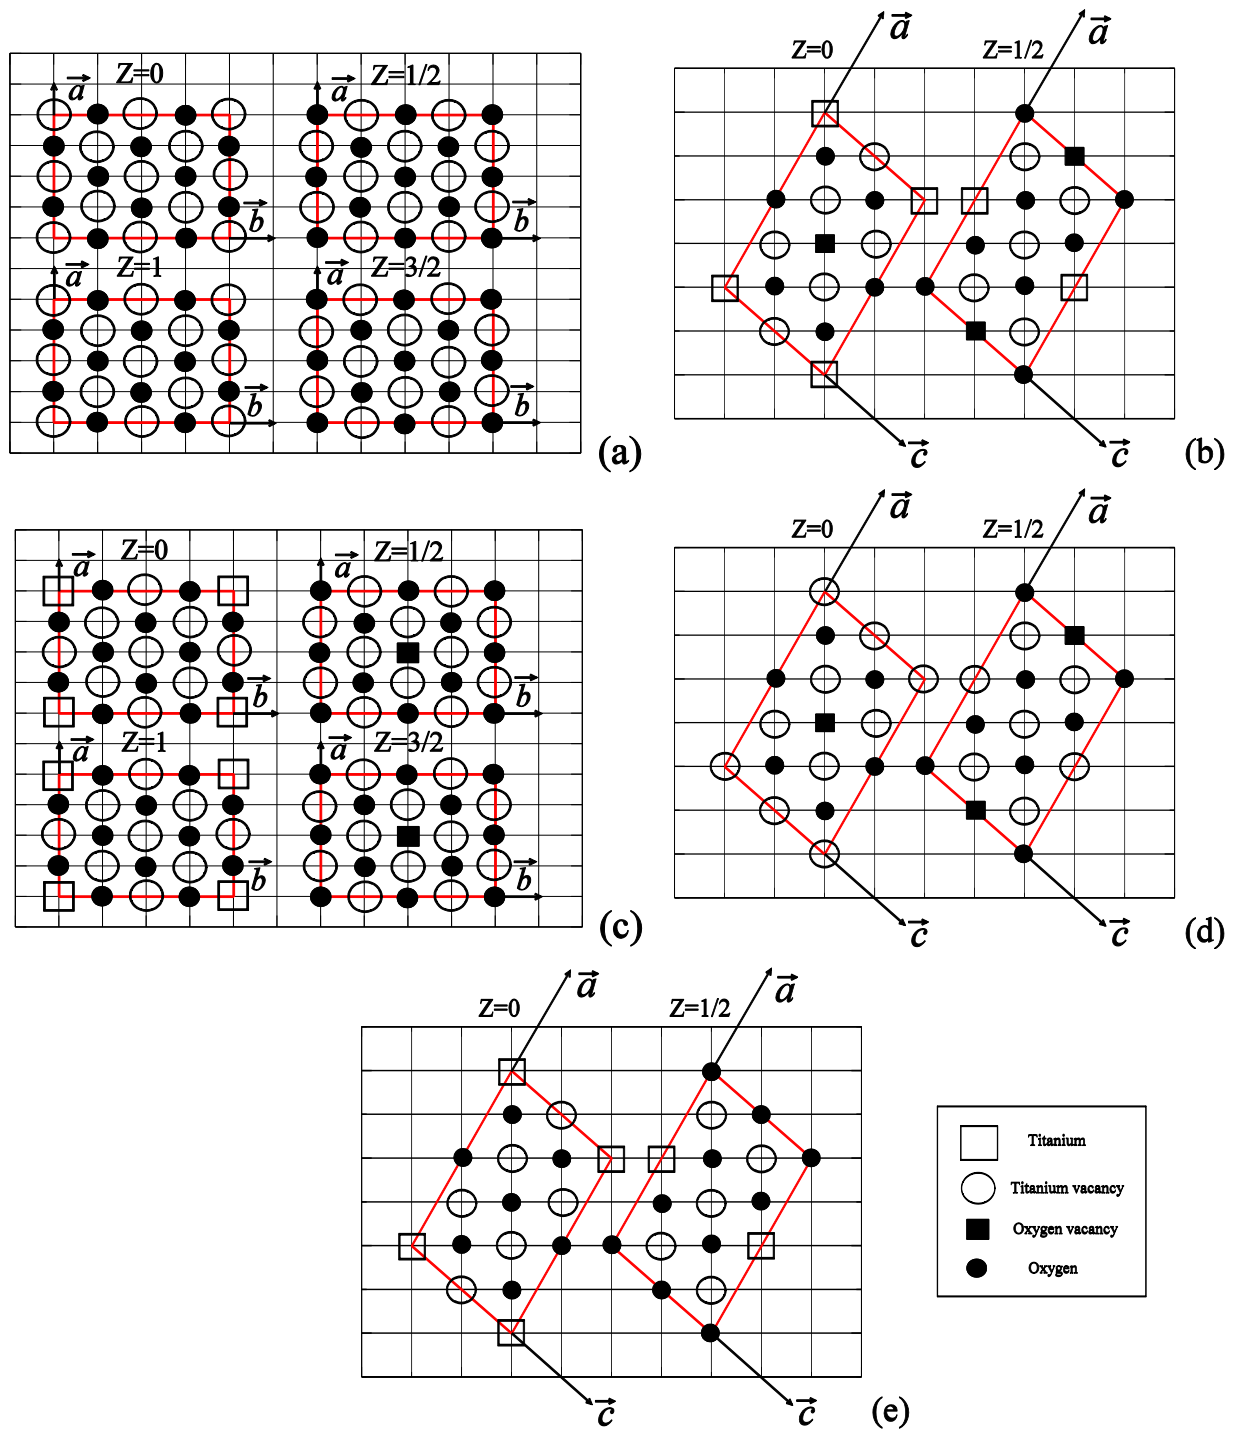 Z=0
a
b
Z=1/2
a
b
Z=1
a
b
Z=3/2
a
b
(a)
Z=0
a
c
Z=1/2
a
c
(b)
Z=0
a
b
Z=1/2
a
b
Z=1
a
b
Z=3/2
a
b
(c)
Z=0
a
c
Z=1/2
a
c
(d)
Z=0
a
c
Z=1/2
a
c
(e)
Titanium
Titanium vacancy
Oxygen vacancy
Oxygen